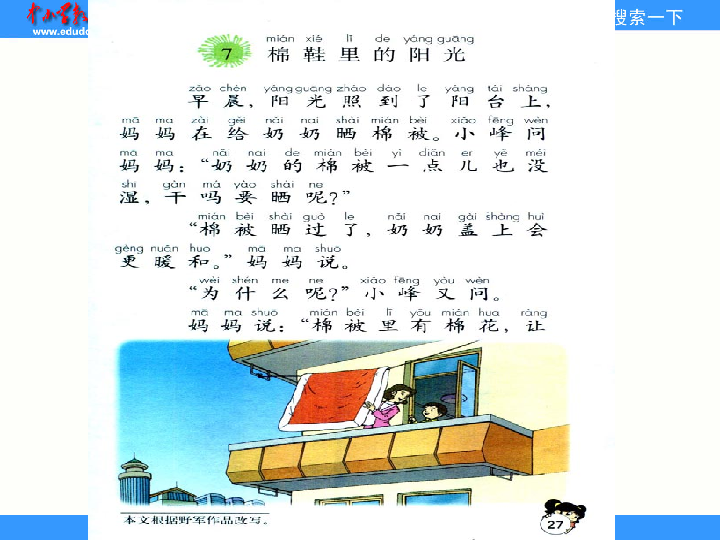 中小学教
www.edudo
搜索一下
7
mián xié lǐ de yáng guāng
棉鞋里的阳光
zǎo chén yáng guāng zhào dào le yáng tái shàng
早晨，阳光照到了阳台上，
mā ma zài gěi nǎi nai shài mián bèi xiǎo fēng wèn
妈妈在给奶奶晒棉被。小峰问
mā ma nǎi nai de mián bèi yì diǎn er yě méi
妈妈：“奶奶的棉被一点儿也没
shī gàn má yào shài ne
湿，干吗要晒呢？”
mián bèi shài guò le nǎi nai gài shàng huì
“棉被晒过了，奶奶盖上会
gèng nuǎn huo mā ma shuō
更暖和。”妈妈说。
wèi shén me ne xiǎo fēng yòu wèn
“为什么呢？”小峰又问。
mā ma shuō mián bèi lǐ yǒu mián huā ràng
妈妈说：“棉被里有棉花，让
本文根据野军作品改写。
27